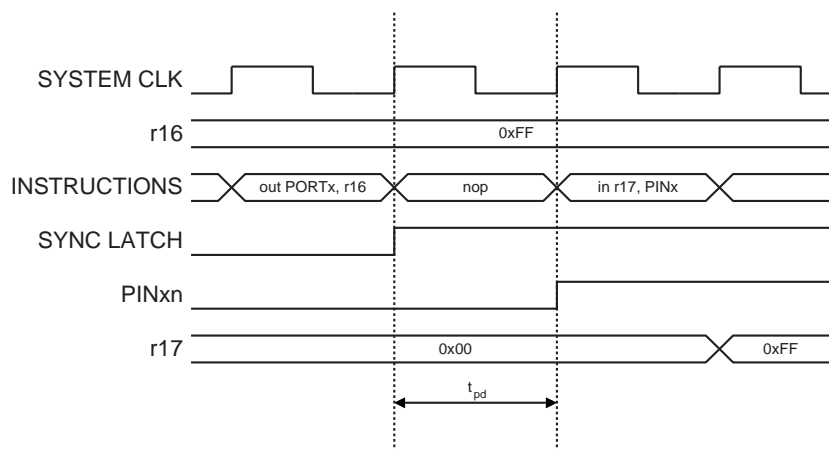 SYSTEM CLK
r16
0xFF
INSTRUCTIONS
out PORTx, r16
nop
in r17, PINx
SYNC LATCH
PINxn
r17
0x00
0xFF
tpd